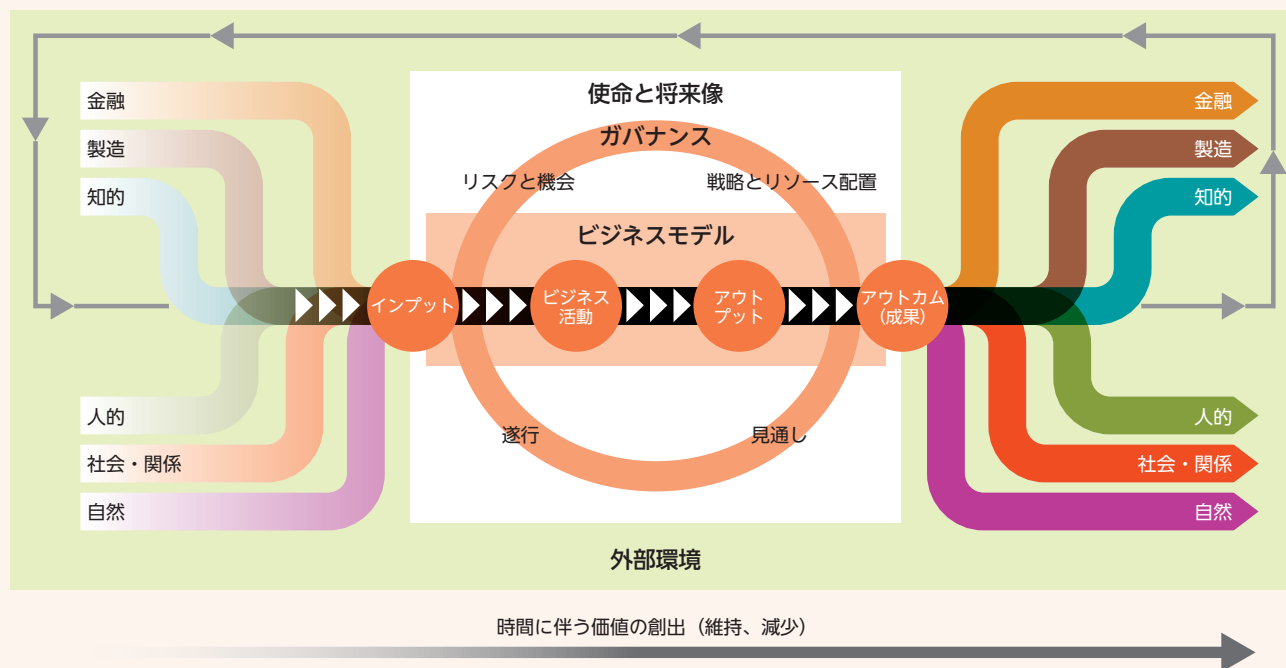 金融
製造
知的
人的
社会・関係
自然
使命と将来像
ガバナンス
リスクと機会
戦略とリソース配置
ビジネスモデル
インプット
ビジネス
活動
アウト
プット
アウトカム
(成果)
遂行
見通し
金融
製造
知的
人的
社会・関係
自然
外部環境
時間に伴う価値の創出（維持、減少）